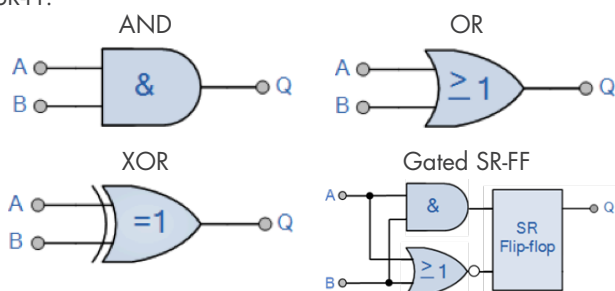 AND
OR
A
B
&
Q
A
B
≥1
Q
XOR
Gated SR-FF
A
B
=1
Q
A
B
&
≥1
SR
Flip-flop
Q